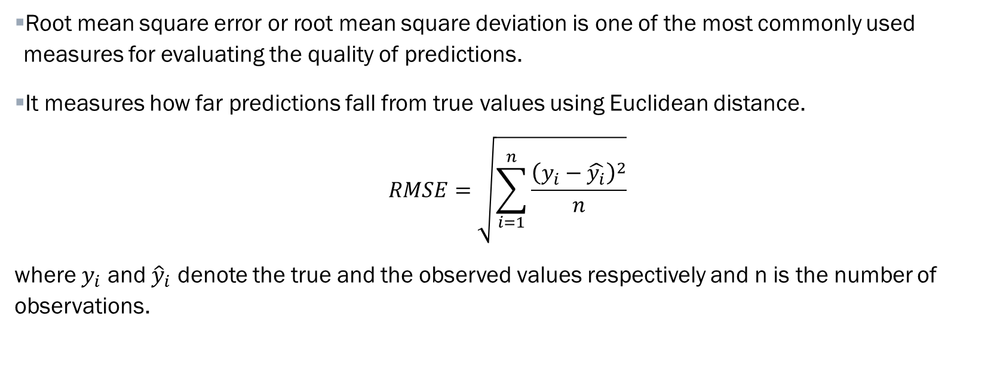 ▪Root mean square error or root mean square deviation is one of the most commonly used
measures for evaluating the quality of predictions.
▪It measures how far predictions fall from true values using Euclidean distance.
$RMSE = \sqrt{\sum_{i=1}^{n} \frac{(y_i - \widehat{y_i})^2}{n}}$
where $y_i$ and $\hat{y}_i$ denote the true and the observed values respectively and n is the number of
observations.